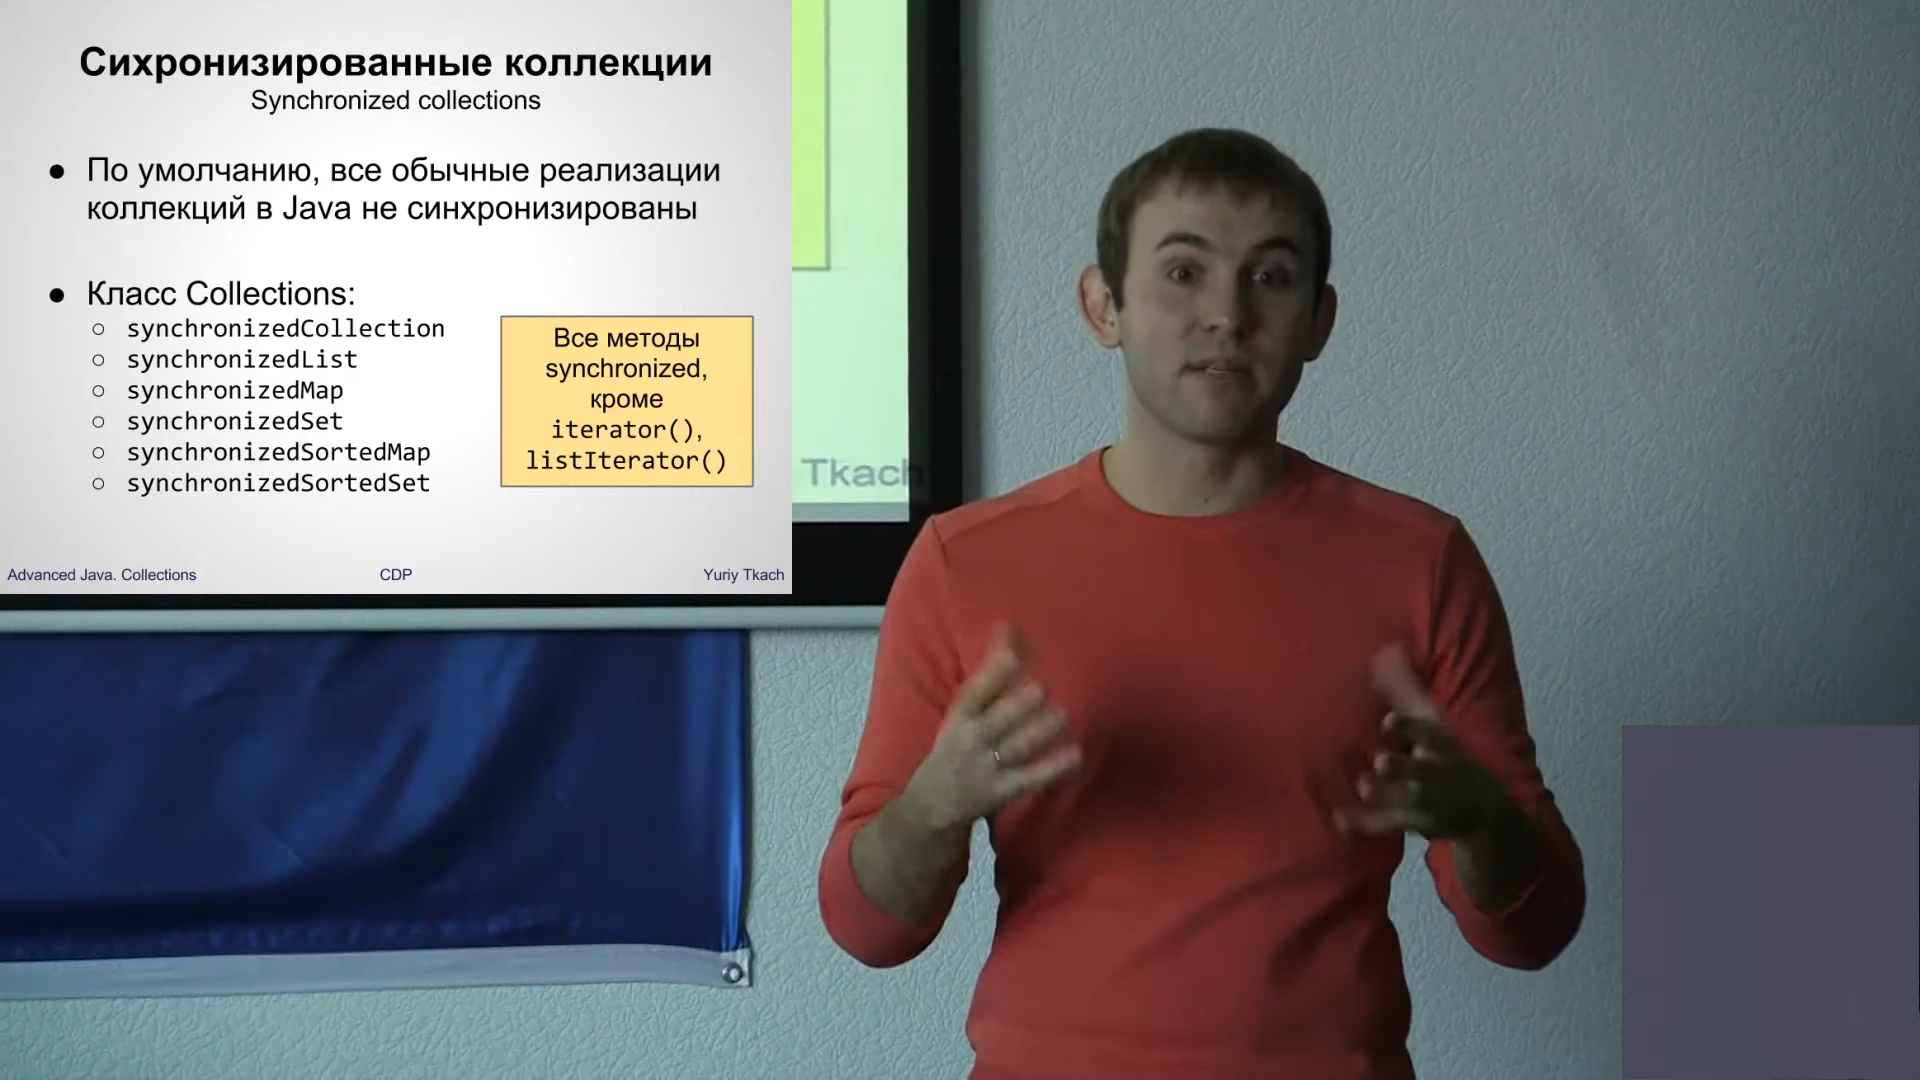 Сихронизированные коллекции
Synchronized collections
● По умолчанию, все обычные реализации
коллекций в Java не синхронизированы
● Класс Collections:
○ synchronizedCollection
○ synchronizedList
○ synchronizedMap
○ synchronizedSet
○ synchronizedSortedMap
○ synchronizedSortedSet
Все методы
synchronized,
кроме
iterator(),
listIterator()
Advanced Java. Collections
CDP
Yuriy Tkach
Tkach